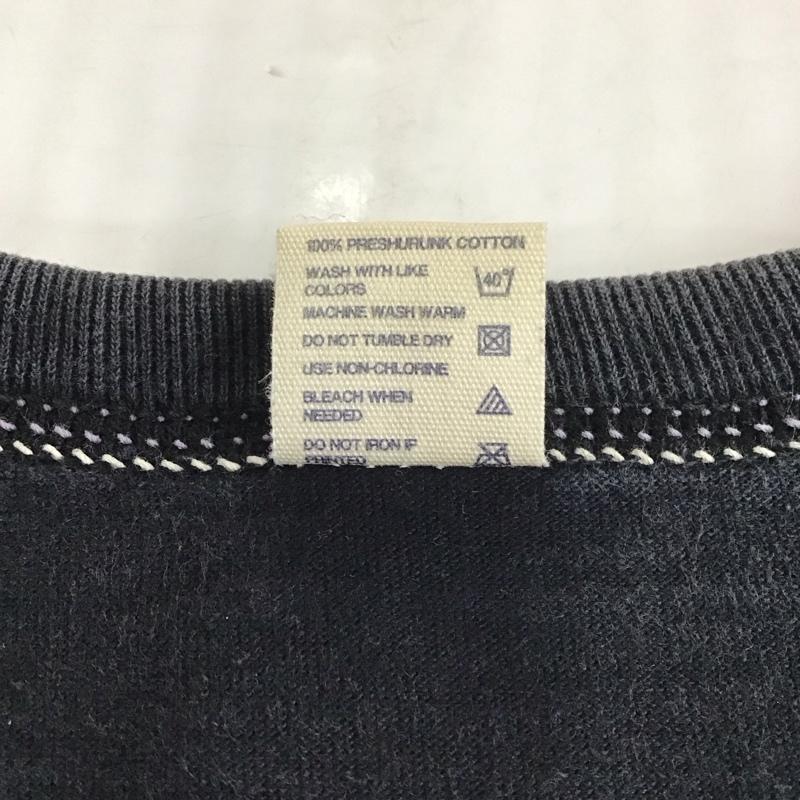 100% PRESHURUNK COTTON
WASH WITH LIKE
COLORS
40°
MACHINE WASH WARM
DO NOT TUMBLE DRY
USE NON-CHLORINE
BLEACH WHEN
NEEDED
DO NOT IRON IF
PRINTED